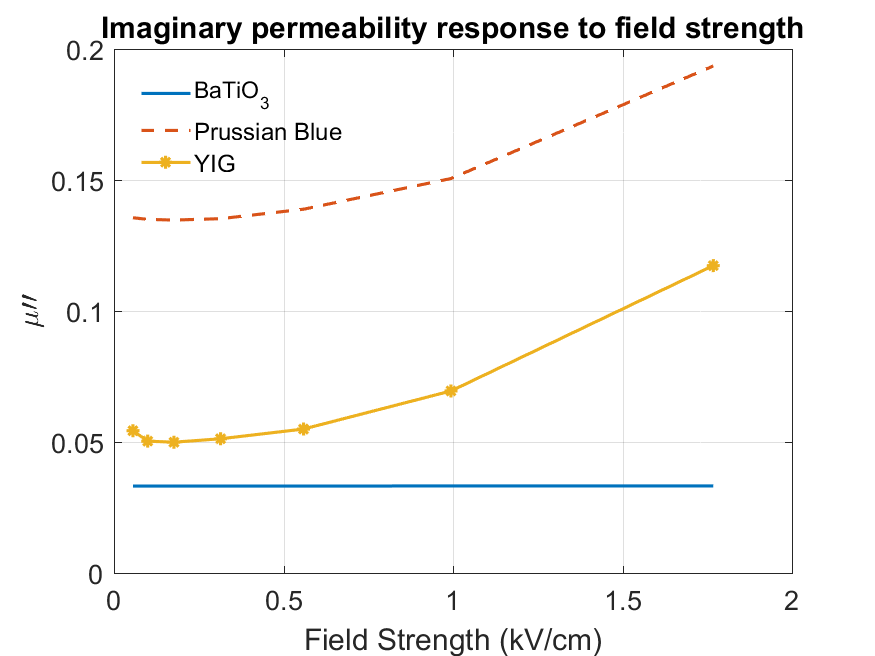 Imaginary permeability response to field strength
0.2
BaTiO₃
Prussian Blue
YIG
0.15
μ′′
0.1
0.05
0
0 0.5 1 1.5 2
Field Strength (kV/cm)